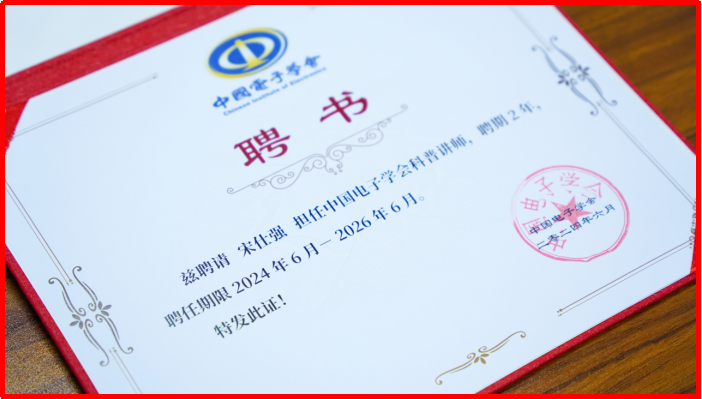 中国电子学会
Chinese Institute of Electronics
聘 书
兹聘请 宋仕强 担任中国电子学会科普讲师，聘期2年，
聘任期限2024年6月－2026年6月。
特发此证！
中国电子学会
中国电子学会
二零二四年六月